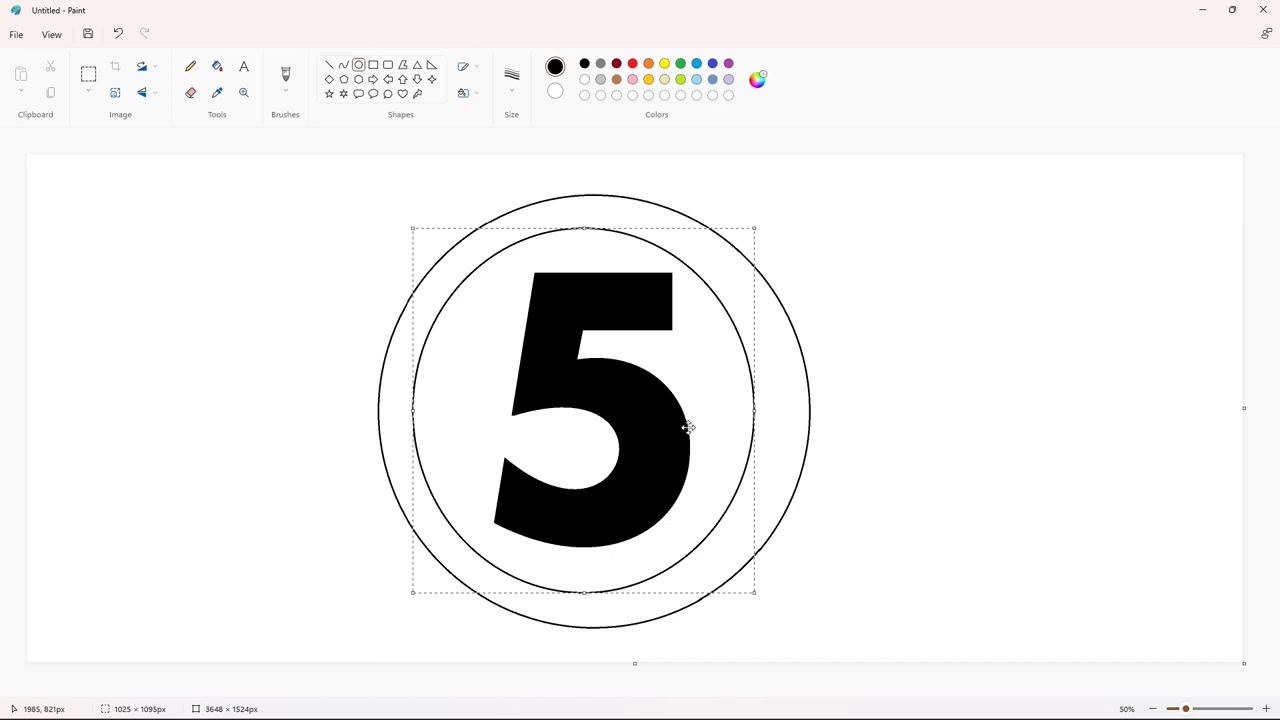 Untitled - Paint
File View
Clipboard Image Tools Brushes Shapes Size Colors
5
1985, 821px 1025 × 1095px 3648 × 1524px 50%